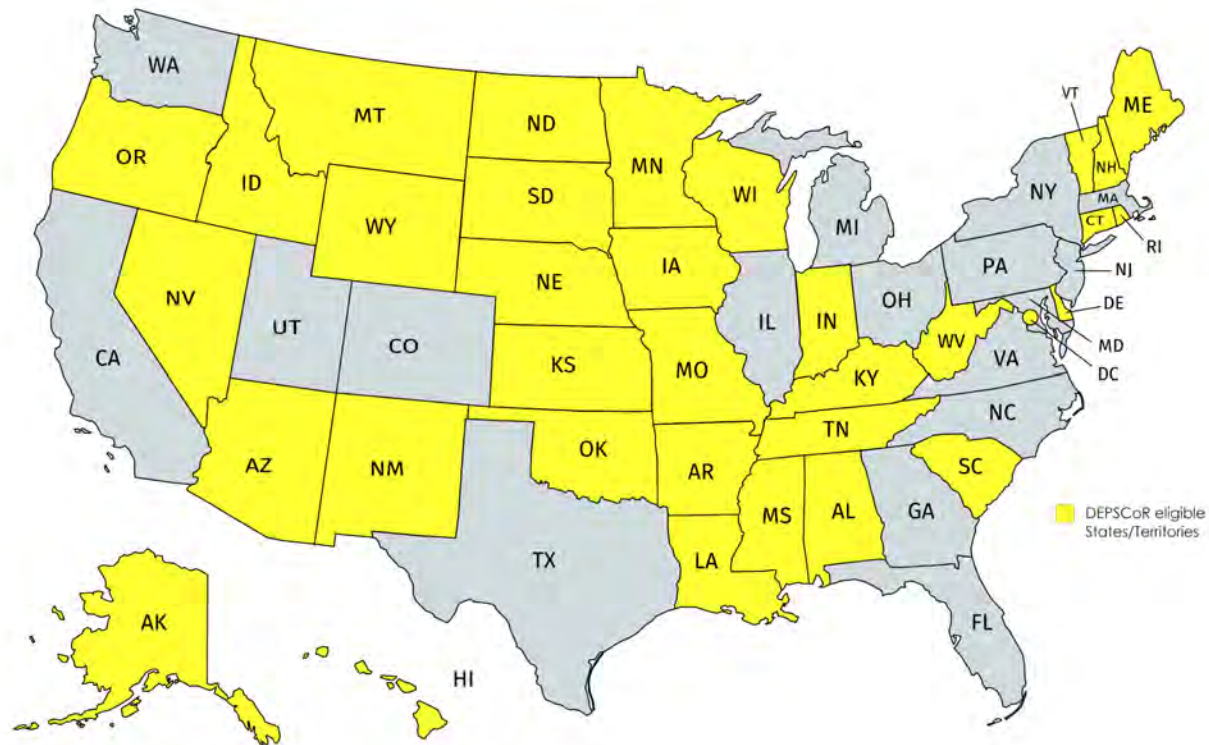 WA
MT
ND
MN
VT
ME
OR
ID
SD
WI
NH
NY
MA
WY
MI
CT
RI
IA
PA
NE
NJ
NV
OH
DE
UT
IL
IN
CO
WV
CA
MD
KS
MO
VA
KY
DC
NC
TN
OK
AZ
NM
AR
SC
MS
AL
GA
DEPSCoR eligible
States/Territories
TX
LA
AK
FL
HI